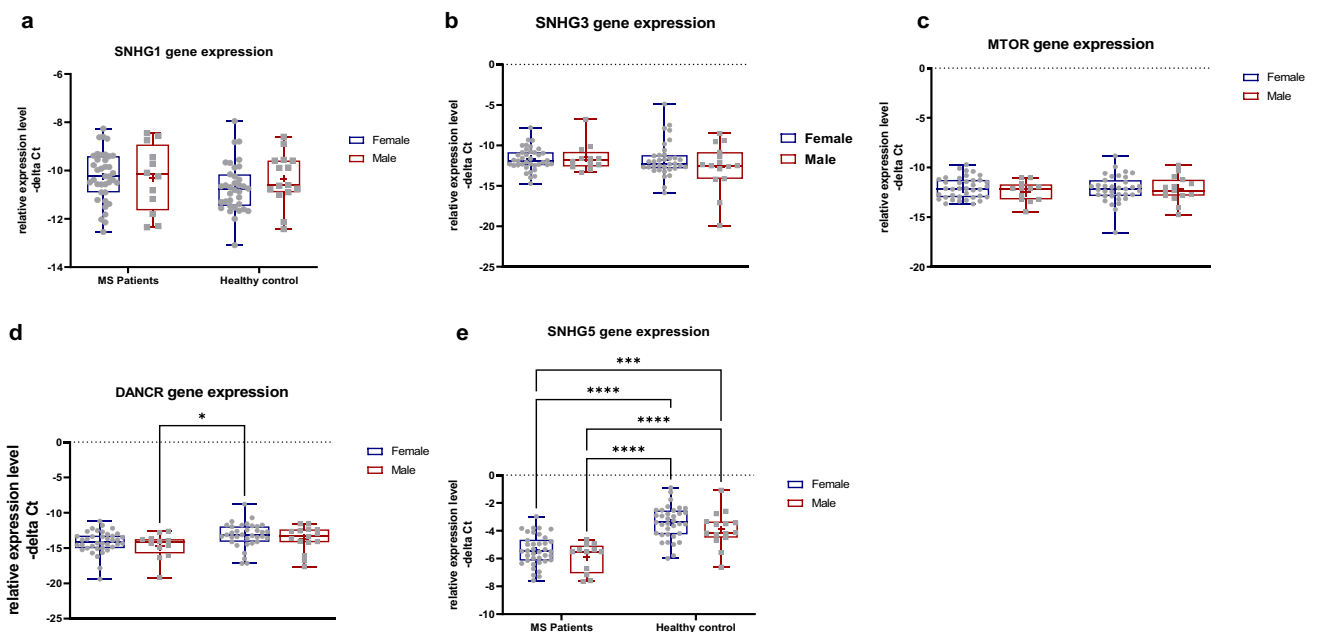 a
SNHG1 gene expression
relative expression level
-delta Ct
-6
-8
-10
-12
-14
MS Patients
Healthy control
Female
Male
b
SNHG3 gene expression
relative expression level
-delta Ct
0
-5
-10
-15
-20
-25
Female
Male
c
MTOR gene expression
relative expression level
-delta Ct
0
-5
-10
-15
-20
Female
Male
d
DANCR gene expression
relative expression level
-delta Ct
*
0
-5
-10
-15
-20
-25
Female
Male
e
SNHG5 gene expression
relative expression level
-delta Ct
***
****
****
****
0
-2
-4
-6
-8
-10
MS Patients
Healthy control
Female
Male